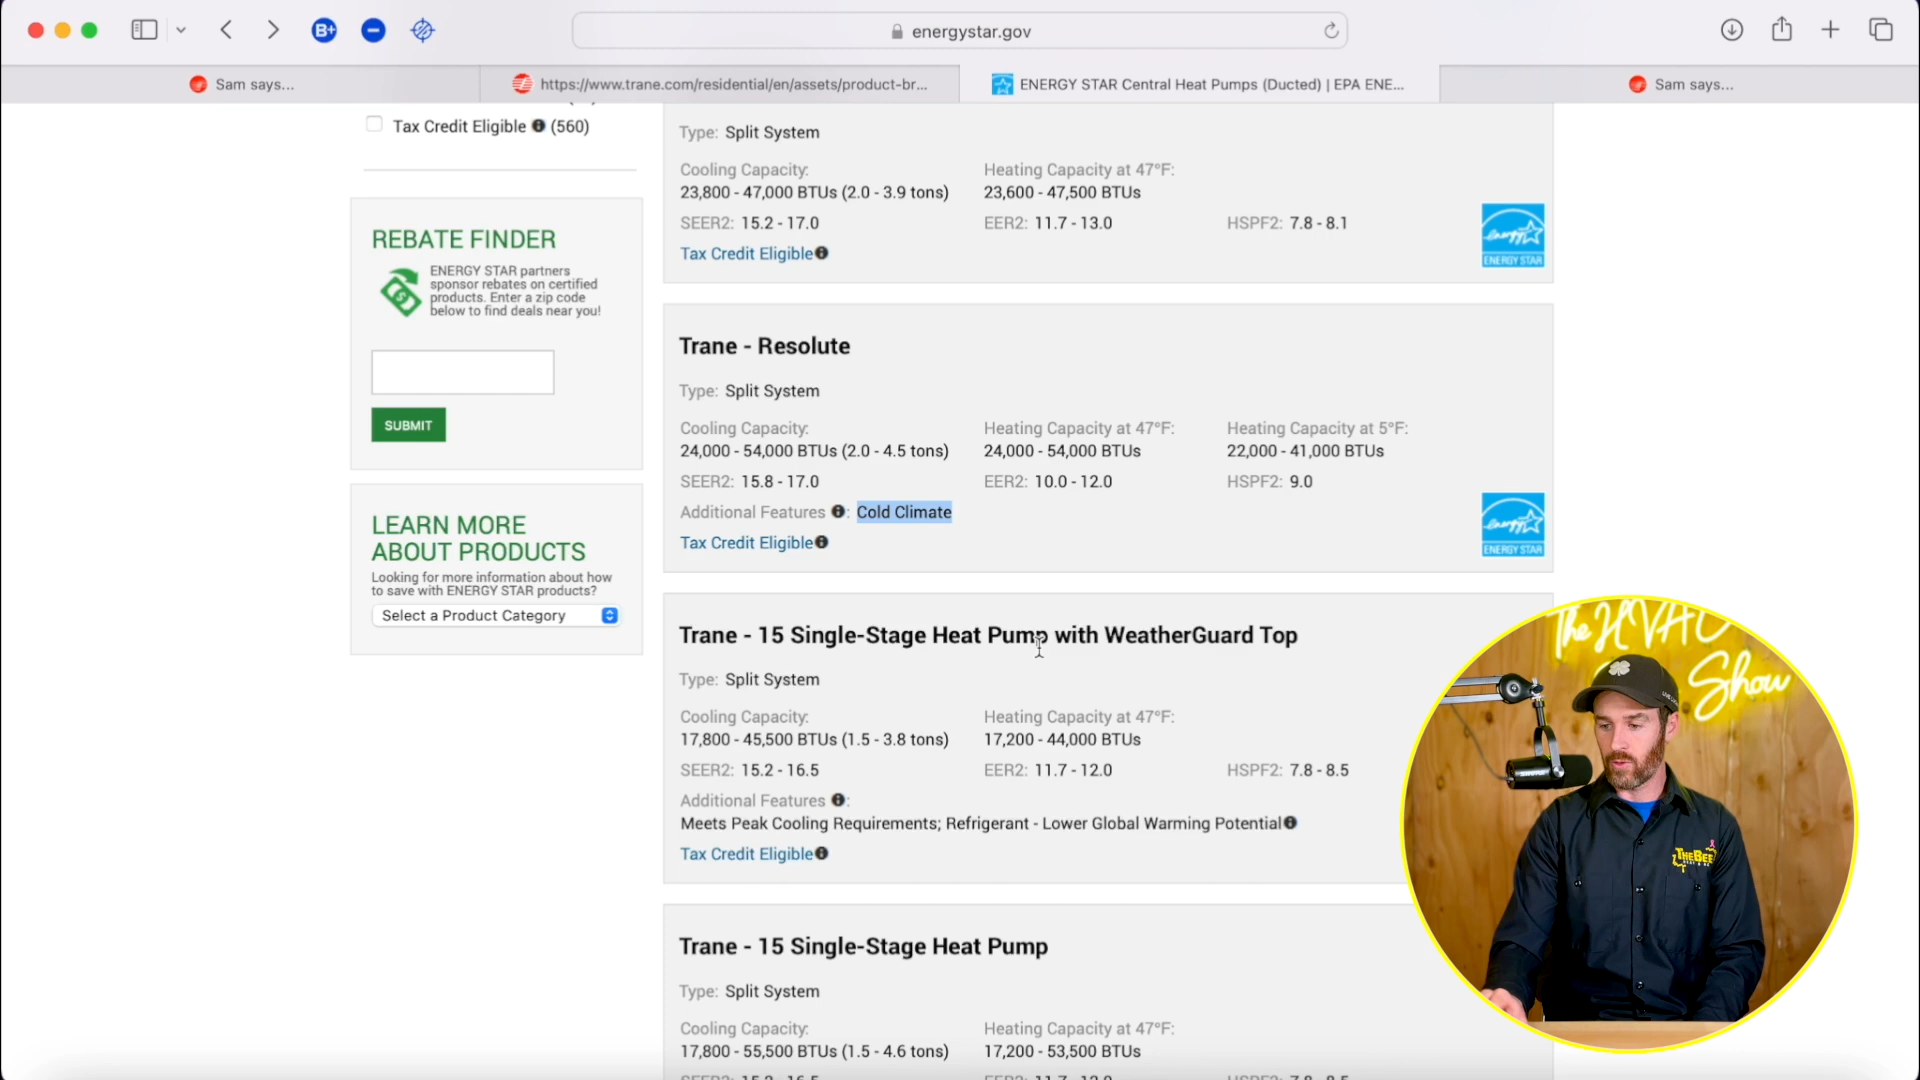 B+
energystar.gov
Sam says...
https://www.trane.com/residential/en/assets/product-br...
ENERGY STAR Central Heat Pumps (Ducted) | EPA ENE...
Sam says...
Tax Credit Eligible (560)
REBATE FINDER
ENERGY STAR partners
sponsor rebates on certified
products. Enter a zip code
below to find deals near you!
SUBMIT
LEARN MORE
ABOUT PRODUCTS
Looking for more information about how
to save with ENERGY STAR products?
Select a Product Category
Type: Split System
Cooling Capacity: Heating Capacity at 47°F:
23,800 - 47,000 BTUs (2.0 - 3.9 tons) 23,600 - 47,500 BTUs
SEER2: 15.2 - 17.0 EER2: 11.7 - 13.0 HSPF2: 7.8 - 8.1
Tax Credit Eligible
energy
ENERGY STAR
Trane - Resolute
Type: Split System
Cooling Capacity: Heating Capacity at 47°F: Heating Capacity at 5°F:
24,000 - 54,000 BTUs (2.0 - 4.5 tons) 24,000 - 54,000 BTUs 22,000 - 41,000 BTUs
SEER2: 15.8 - 17.0 EER2: 10.0 - 12.0 HSPF2: 9.0
Additional Features : Cold Climate
Tax Credit Eligible
energy
ENERGY STAR
Trane - 15 Single-Stage Heat Pump with WeatherGuard Top
Type: Split System
Cooling Capacity: Heating Capacity at 47°F:
17,800 - 45,500 BTUs (1.5 - 3.8 tons) 17,200 - 44,000 BTUs
SEER2: 15.2 - 16.5 EER2: 11.7 - 12.0 HSPF2: 7.8 - 8.5
Additional Features :
Meets Peak Cooling Requirements; Refrigerant - Lower Global Warming Potential
Tax Credit Eligible
Trane - 15 Single-Stage Heat Pump
Type: Split System
Cooling Capacity: Heating Capacity at 47°F:
17,800 - 55,500 BTUs (1.5 - 4.6 tons) 17,200 - 53,500 BTUs
The HVAC
Show
THEBEE